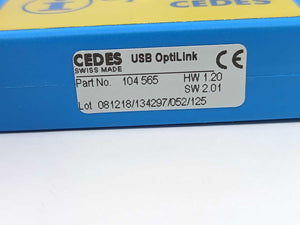 CEDES USB OptiLink
SWISS MADE
Part No. 104 565 HW 1.20
SW 2.01
Lot 081218/134297/052/125
CE